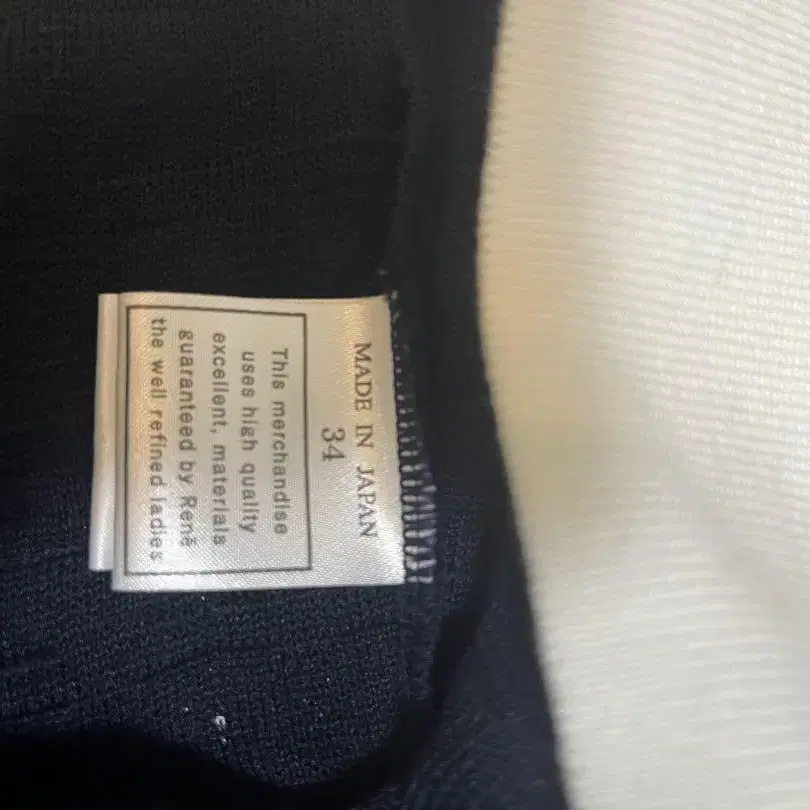 MADE IN JAPAN
34
This merchandise
uses high quality
excellent, materials
guaranteed by René
the well refined ladies